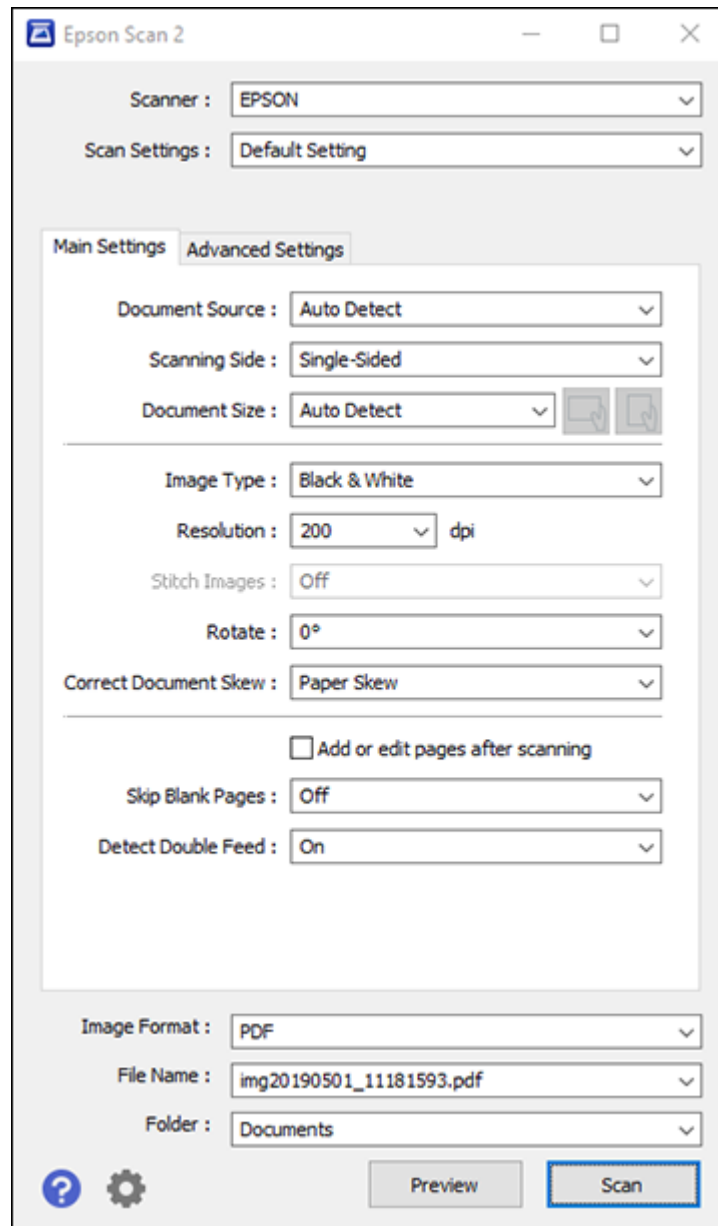 Epson Scan 2
Scanner : EPSON
Scan Settings : Default Setting
Main Settings Advanced Settings
Document Source : Auto Detect
Scanning Side : Single-Sided
Document Size : Auto Detect
Image Type : Black & White
Resolution : 200 dpi
Stitch Images : Off
Rotate : 0°
Correct Document Skew : Paper Skew
Add or edit pages after scanning
Skip Blank Pages : Off
Detect Double Feed : On
Image Format : PDF
File Name : img20190501_11181593.pdf
Folder : Documents
? Preview Scan